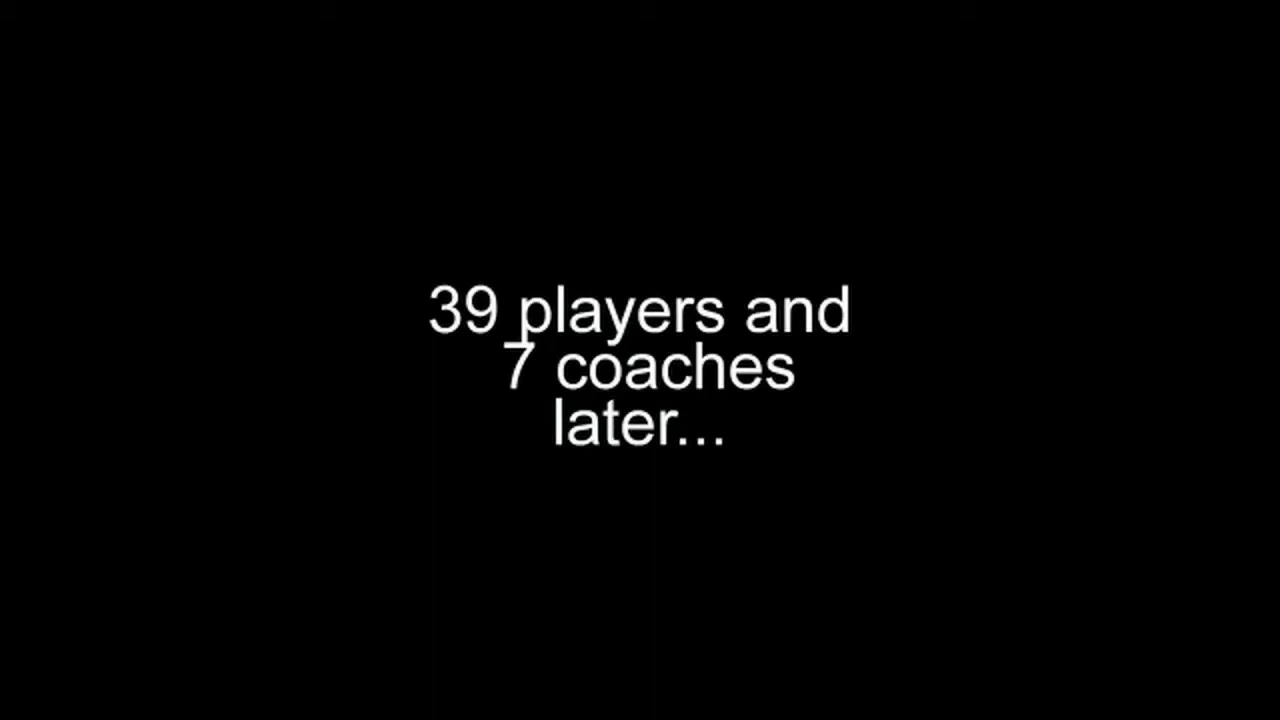 39 players and
7 coaches
later...